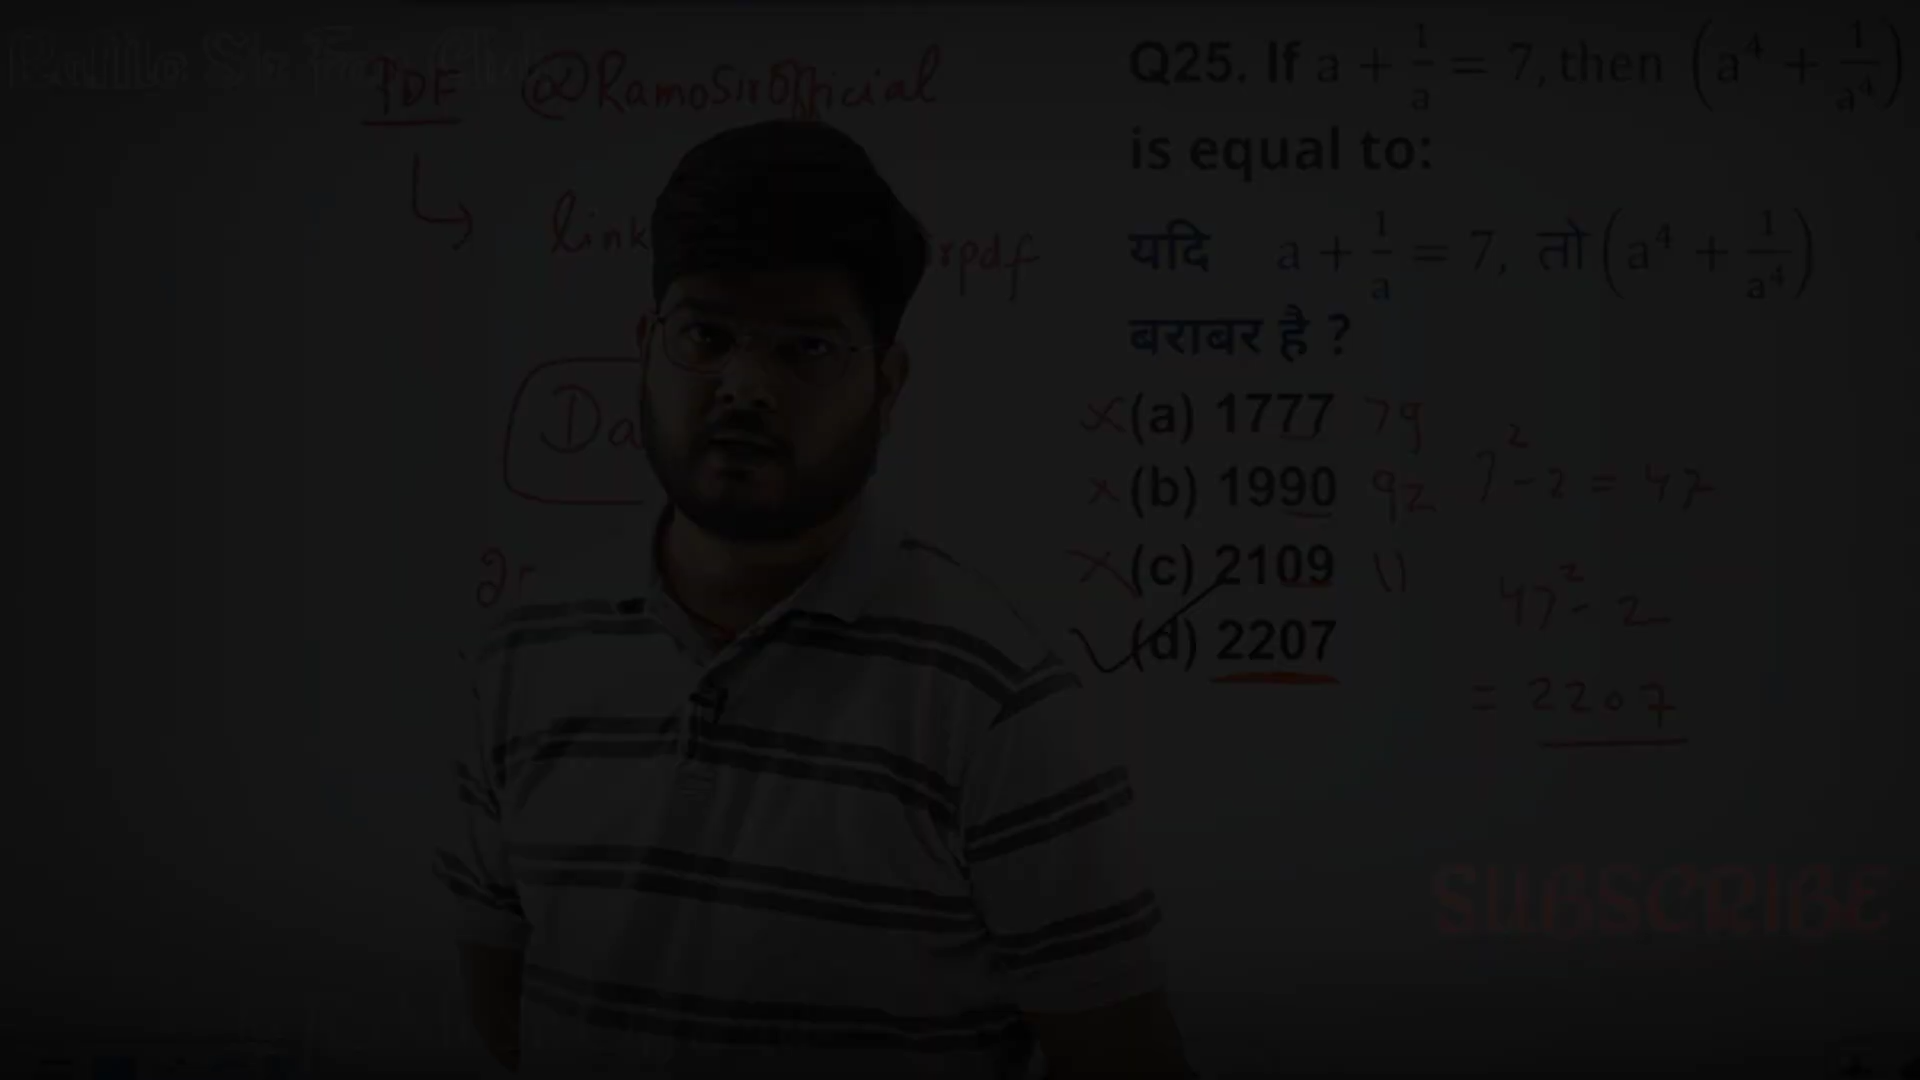 PDF @RamoSirOfficial
link
irpdf
Da
Q25. If a + 1/a = 7, then (a⁴ + 1/a⁴)
is equal to:
यदि a + 1/a = 7, तो (a⁴ + 1/a⁴)
बराबर है ?
x (a) 1777 79
x (b) 1990 92
x (c) 2109 11
✓ (d) 2207
7² - 2 = 47
47² - 2
= 2207
SUBSCRIBE